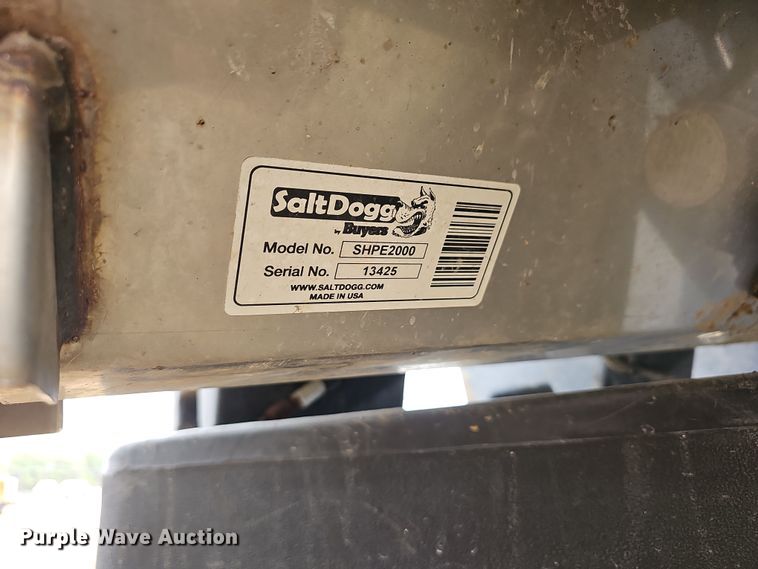 SaltDogg
by Buyers
Model No. SHPE2000
Serial No. 13425
WWW.SALTDOGG.COM
MADE IN USA
Purple Wave Auction